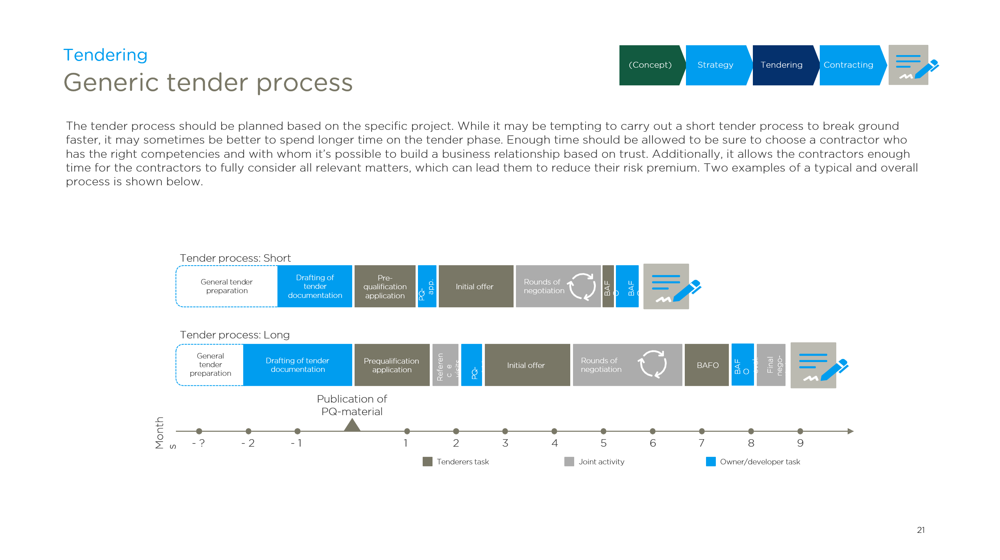 Tendering
Generic tender process
(Concept)
Strategy
Tendering
Contracting
The tender process should be planned based on the specific project. While it may be tempting to carry out a short tender process to break ground
faster, it may sometimes be better to spend longer time on the tender phase. Enough time should be allowed to be sure to choose a contractor who
has the right competencies and with whom it’s possible to build a business relationship based on trust. Additionally, it allows the contractors enough
time for the contractors to fully consider all relevant matters, which can lead them to reduce their risk premium. Two examples of a typical and overall
process is shown below.
Tender process: Short
General tender
preparation
Drafting of
tender
documentation
Pre-
qualification
application
PQ-
app.
Initial offer
Rounds of
negotiation
BAF
O
BAF
Tender process: Long
General
tender
preparation
Drafting of tender
documentation
Prequalification
application
Referen
c e
visits
PQ-
Initial offer
Rounds of
negotiation
BAFO
BAF
O
Final
nego-
Publication of
PQ-material
Month
s
- ?
- 2
- 1
1
2
3
4
5
6
7
8
9
Tenderers task
Joint activity
Owner/developer task
21